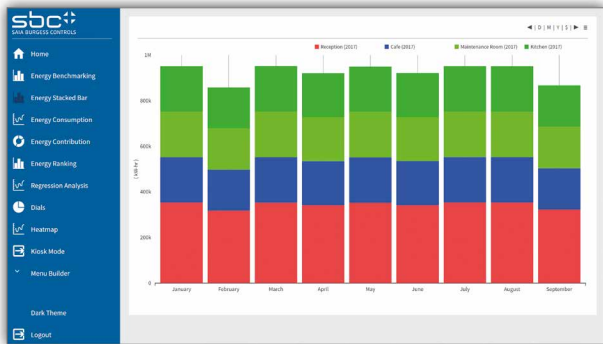 sbc
SAIA BURGESS CONTROLS
Home
Energy Benchmarking
Energy Stacked Bar
Energy Consumption
Energy Contribution
Energy Ranking
Regression Analysis
Dials
Heatmap
Kiosk Mode
Menu Builder
Dark Theme
Logout
◀ | D | M | Y | S | ▶ ≡
Reception (2017) Cafe (2017) Maintenance Room (2017) Kitchen (2017)
1M
800k
600k
400k
200k
0
( kW hr )
January February March April May June July August September